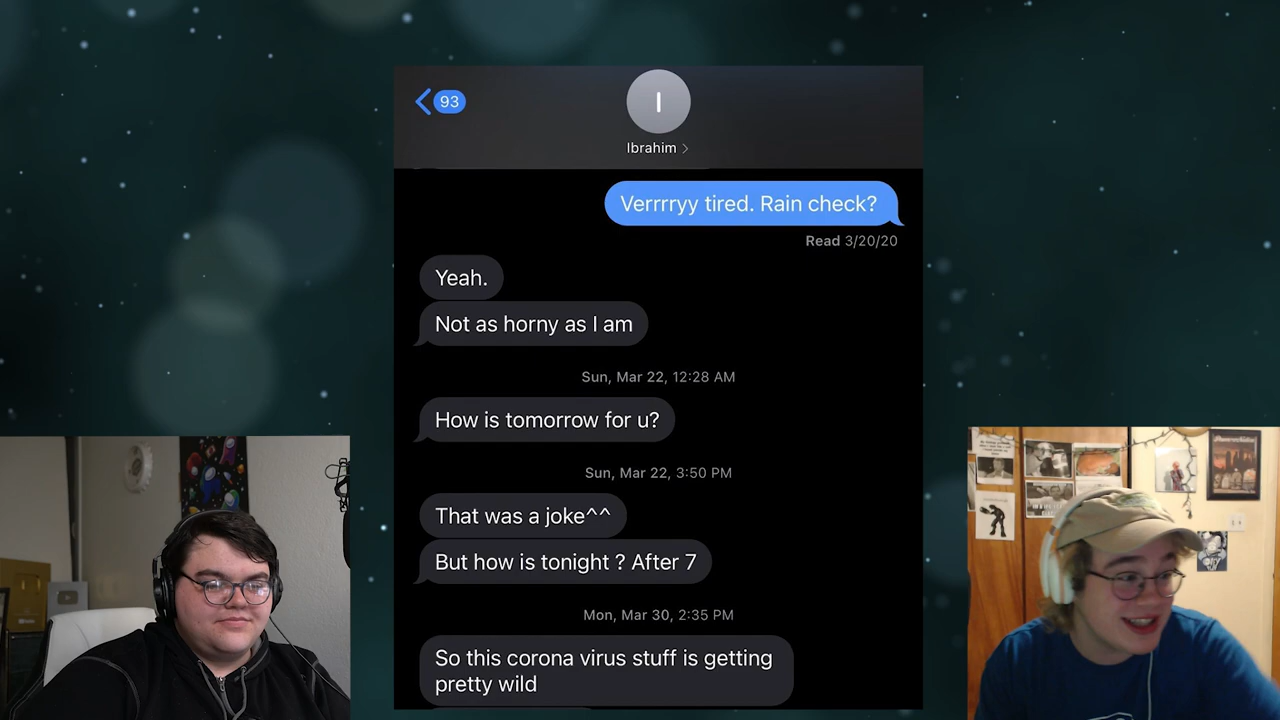 93
I
Ibrahim
Verrrryy tired. Rain check?
Read 3/20/20
Yeah.
Not as horny as I am
Sun, Mar 22, 12:28 AM
How is tomorrow for u?
Sun, Mar 22, 3:50 PM
That was a joke^^
But how is tonight ? After 7
Mon, Mar 30, 2:35 PM
So this corona virus stuff is getting
pretty wild